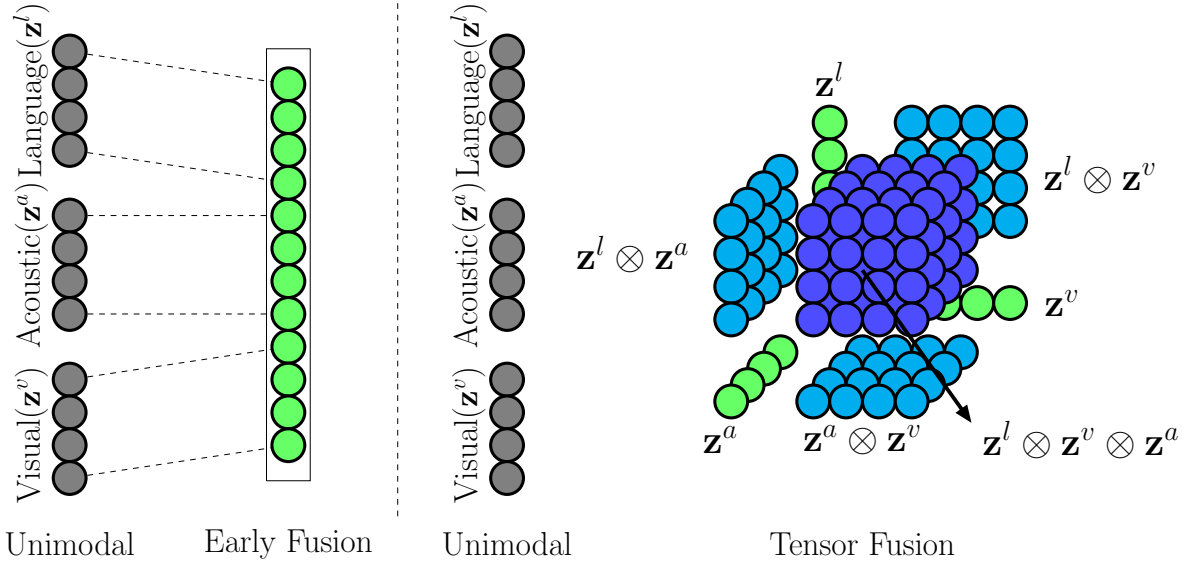 Language(𝐳^l)
Acoustic(𝐳^a)
Visual(𝐳^v)
Unimodal
Early Fusion
Language(𝐳^l)
Acoustic(𝐳^a)
Visual(𝐳^v)
Unimodal
𝐳^l
𝐳^l ⊗ 𝐳^v
𝐳^l ⊗ 𝐳^a
𝐳^v
𝐳^a
𝐳^a ⊗ 𝐳^v
𝐳^l ⊗ 𝐳^v ⊗ 𝐳^a
Tensor Fusion